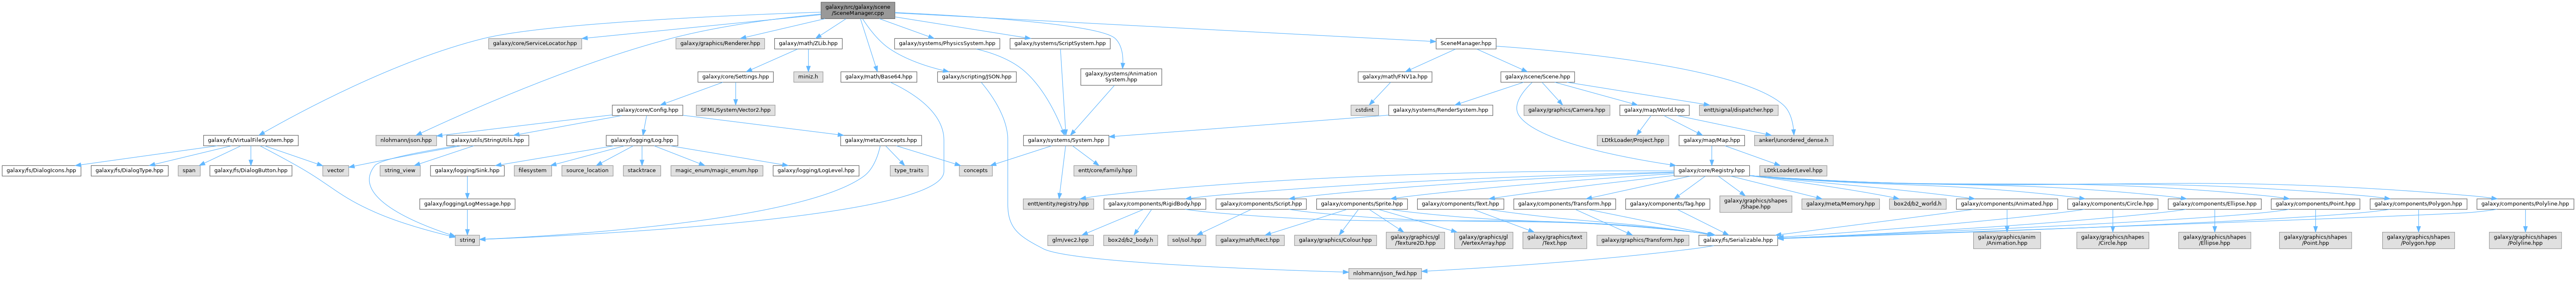 galaxy/src/galaxy/scene
/SceneManager.cpp
galaxy/core/ServiceLocator.hpp
galaxy/graphics/Renderer.hpp
galaxy/math/ZLib.hpp
galaxy/systems/PhysicsSystem.hpp
galaxy/systems/ScriptSystem.hpp
SceneManager.hpp
galaxy/core/Settings.hpp
miniz.h
galaxy/math/Base64.hpp
galaxy/scripting/JSON.hpp
galaxy/systems/Animation
System.hpp
galaxy/math/FNV1a.hpp
galaxy/scene/Scene.hpp
galaxy/core/Config.hpp
SFML/System/Vector2.hpp
cstdint
galaxy/systems/RenderSystem.hpp
galaxy/graphics/Camera.hpp
galaxy/map/World.hpp
entt/signal/dispatcher.hpp
galaxy/fs/VirtualFileSystem.hpp
nlohmann/json.hpp
galaxy/utils/StringUtils.hpp
galaxy/logging/Log.hpp
galaxy/meta/Concepts.hpp
galaxy/systems/System.hpp
LDtkLoader/Project.hpp
galaxy/map/Map.hpp
ankerl/unordered_dense.h
galaxy/fs/DialogIcons.hpp
galaxy/fs/DialogType.hpp
span
galaxy/fs/DialogButton.hpp
vector
string_view
galaxy/logging/Sink.hpp
filesystem
source_location
stacktrace
magic_enum/magic_enum.hpp
galaxy/logging/LogLevel.hpp
type_traits
concepts
entt/core/family.hpp
galaxy/core/Registry.hpp
LDtkLoader/Level.hpp
galaxy/logging/LogMessage.hpp
entt/entity/registry.hpp
galaxy/components/RigidBody.hpp
galaxy/components/Script.hpp
galaxy/components/Sprite.hpp
galaxy/components/Text.hpp
galaxy/components/Transform.hpp
galaxy/components/Tag.hpp
galaxy/graphics/shapes
/Shape.hpp
galaxy/meta/Memory.hpp
box2d/b2_world.h
galaxy/components/Animated.hpp
galaxy/components/Circle.hpp
galaxy/components/Ellipse.hpp
galaxy/components/Point.hpp
galaxy/components/Polygon.hpp
galaxy/components/Polyline.hpp
string
glm/vec2.hpp
box2d/b2_body.h
sol/sol.hpp
galaxy/math/Rect.hpp
galaxy/graphics/Colour.hpp
galaxy/graphics/gl
/Texture2D.hpp
galaxy/graphics/gl
/VertexArray.hpp
galaxy/graphics/text
/Text.hpp
galaxy/graphics/Transform.hpp
galaxy/fs/Serializable.hpp
galaxy/graphics/anim
/Animation.hpp
galaxy/graphics/shapes
/Circle.hpp
galaxy/graphics/shapes
/Ellipse.hpp
galaxy/graphics/shapes
/Point.hpp
galaxy/graphics/shapes
/Polygon.hpp
galaxy/graphics/shapes
/Polyline.hpp
nlohmann/json_fwd.hpp